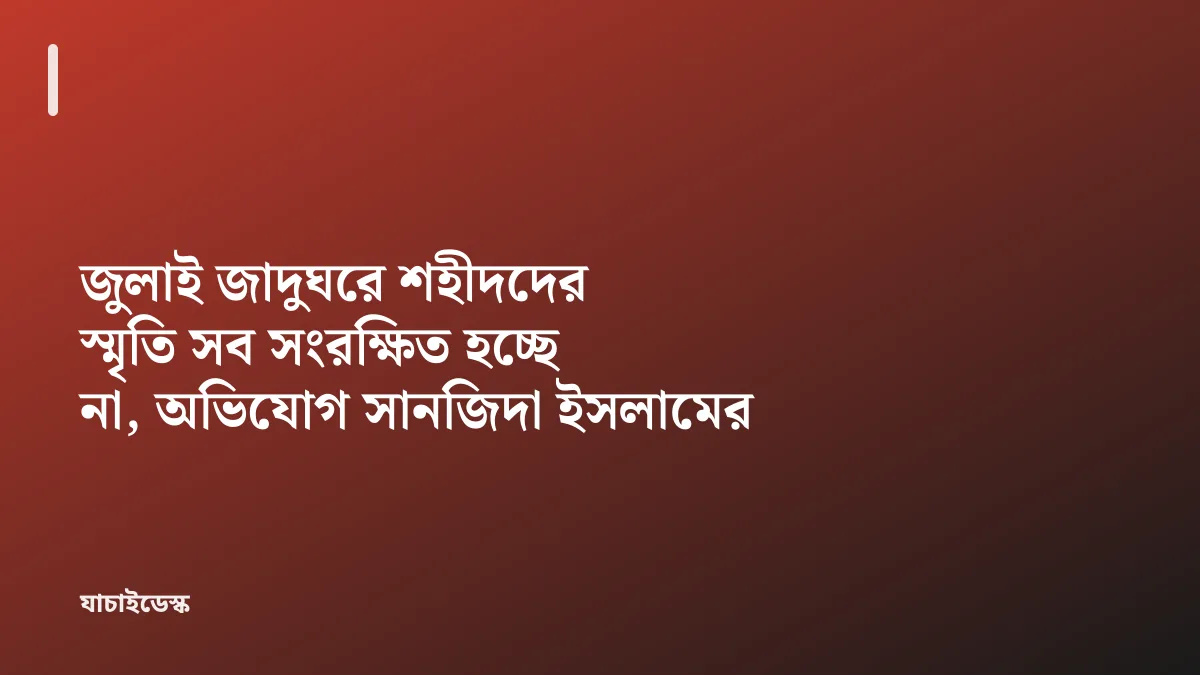 জুলাই জাদুঘরে শহীদদের
স্মৃতি সব সংরক্ষিত হচ্ছে
না, অভিযোগ সানজিদা ইসলামের
যাচাইডেস্ক